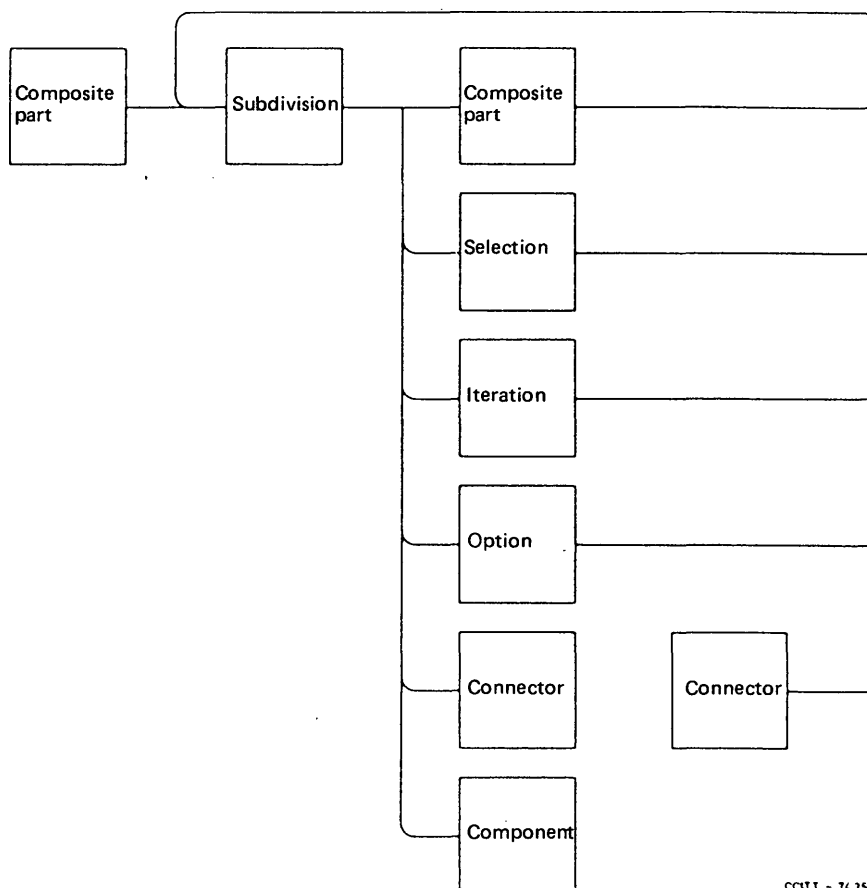 Composite
part
Subdivision
Composite
part
Selection
Iteration
Option
Connector
Connector
Component